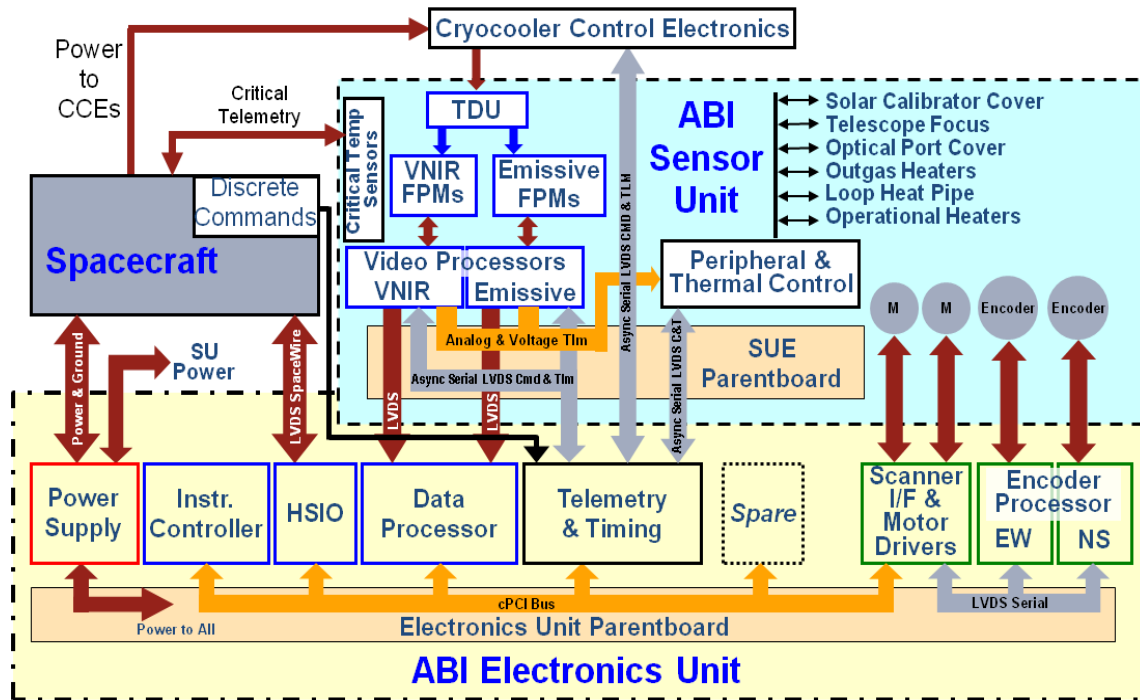 Power
to
CCEs
Cryocooler Control Electronics
Critical
Telemetry
Critical Temp
Sensors
TDU
VNIR
FPMs
Emissive
FPMs
ABI
Sensor
Unit
Solar Calibrator Cover
Telescope Focus
Optical Port Cover
Outgas Heaters
Loop Heat Pipe
Operational Heaters
Async Serial LVDS CMD & TLM
Discrete
Commands
Spacecraft
Video Processors
VNIR
Emissive
Peripheral &
Thermal Control
M
M
Encoder
Encoder
Analog & Voltage Tlm
SUE
Parentboard
Async Serial LVDS Cmd & Tlm
Async Serial LVDS C&T
Power & Ground
SU
Power
LVDS SpaceWire
LVDS
LVDS
Power
Supply
Instr.
Controller
HSIO
Data
Processor
Telemetry
& Timing
Spare
Scanner
I/F &
Motor
Drivers
Encoder
Processor
EW
NS
cPCI Bus
LVDS Serial
Power to All
Electronics Unit Parentboard
ABI Electronics Unit